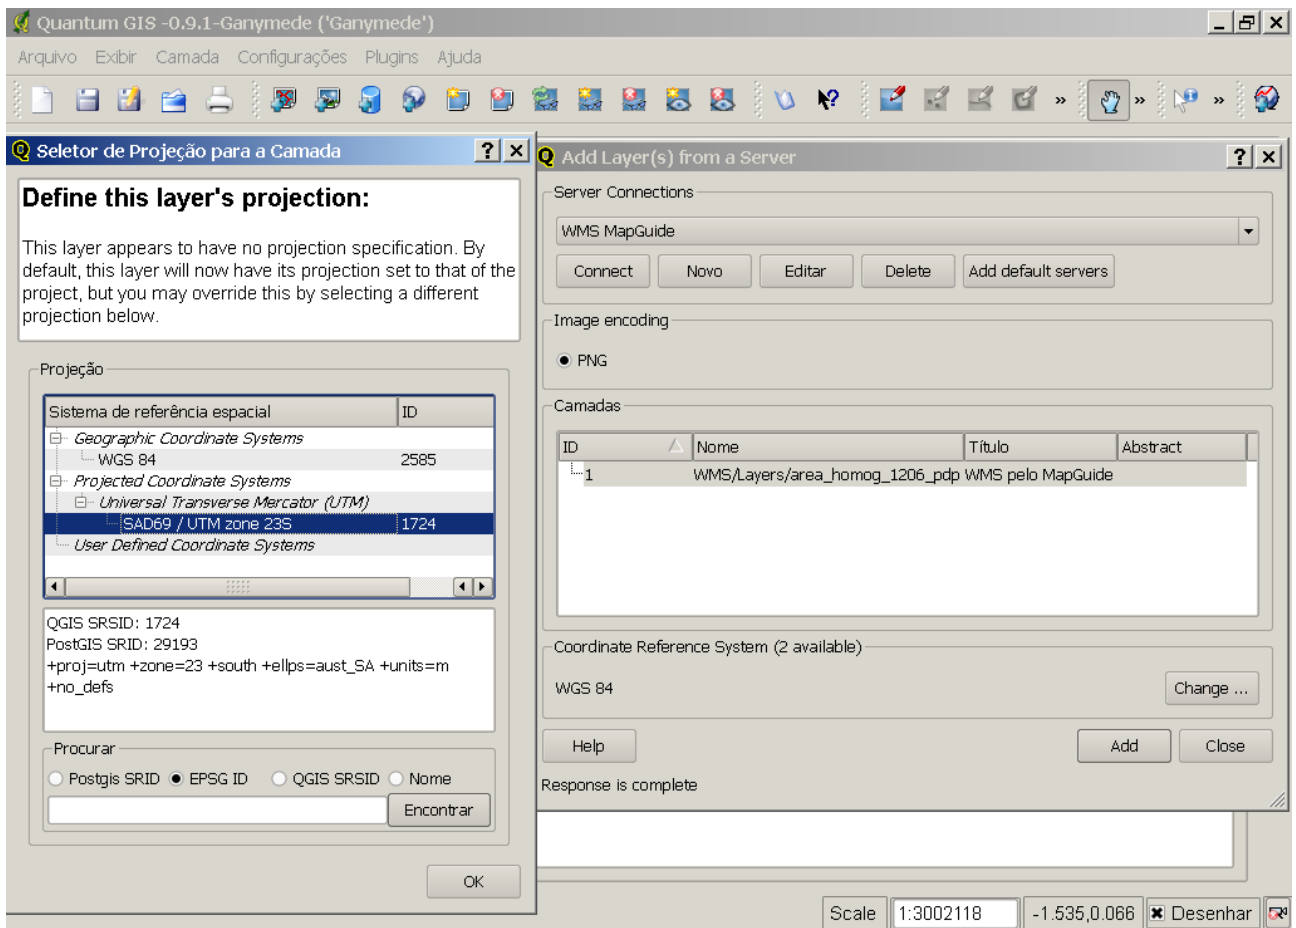 Quantum GIS -0.9.1-Ganymede ('Ganymede')
Arquivo Exibir Camada Configurações Plugins Ajuda
Seletor de Projeção para a Camada
Define this layer's projection:
This layer appears to have no projection specification. By
default, this layer will now have its projection set to that of the
project, but you may override this by selecting a different
projection below.
Projeção
Sistema de referência espacial ID
Geographic Coordinate Systems
WGS 84 2585
Projected Coordinate Systems
Universal Transverse Mercator (UTM)
SAD69 / UTM zone 23S 1724
User Defined Coordinate Systems
QGIS SRSID: 1724
PostGIS SRID: 29193
+proj=utm +zone=23 +south +ellps=aust_SA +units=m
+no_defs
Procurar
Postgis SRID EPSG ID QGIS SRSID Nome
Encontrar
OK
Add Layer(s) from a Server
Server Connections
WMS MapGuide
Connect Novo Editar Delete Add default servers
Image encoding
PNG
Camadas
ID Nome Título Abstract
1 WMS/Layers/area_homog_1206_pdp WMS pelo MapGuide
Coordinate Reference System (2 available)
WGS 84 Change ...
Help Add Close
Response is complete
Scale 1:3002118 -1.535,0.066 Desenhar